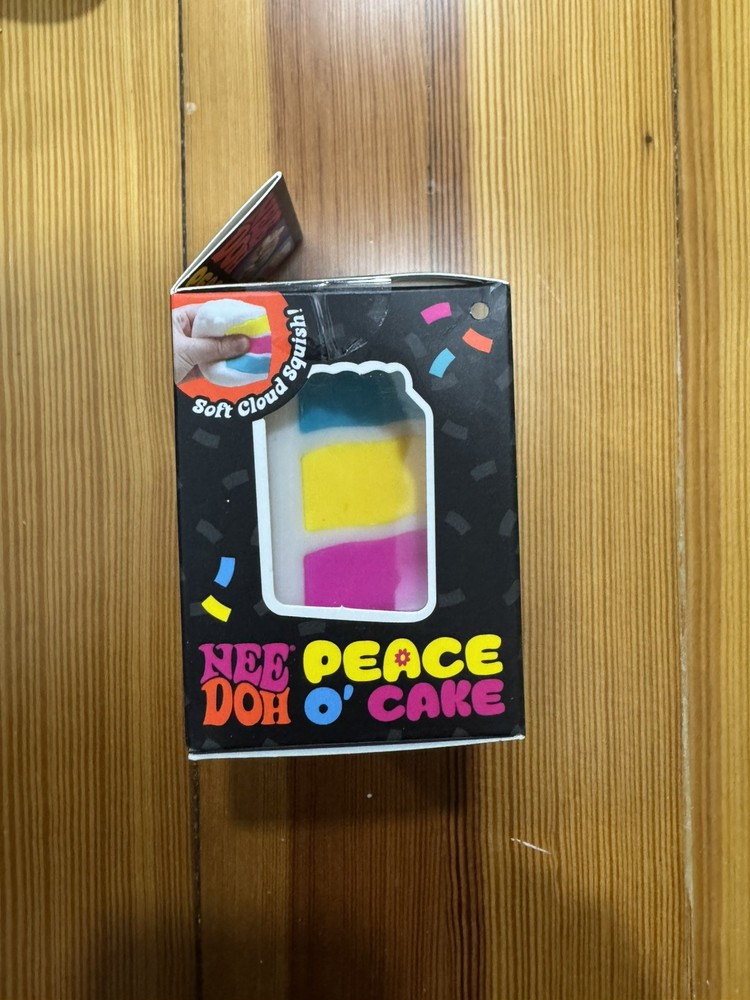 Soft Cloud Squish!
NEE PEACE
DOH O' CAKE